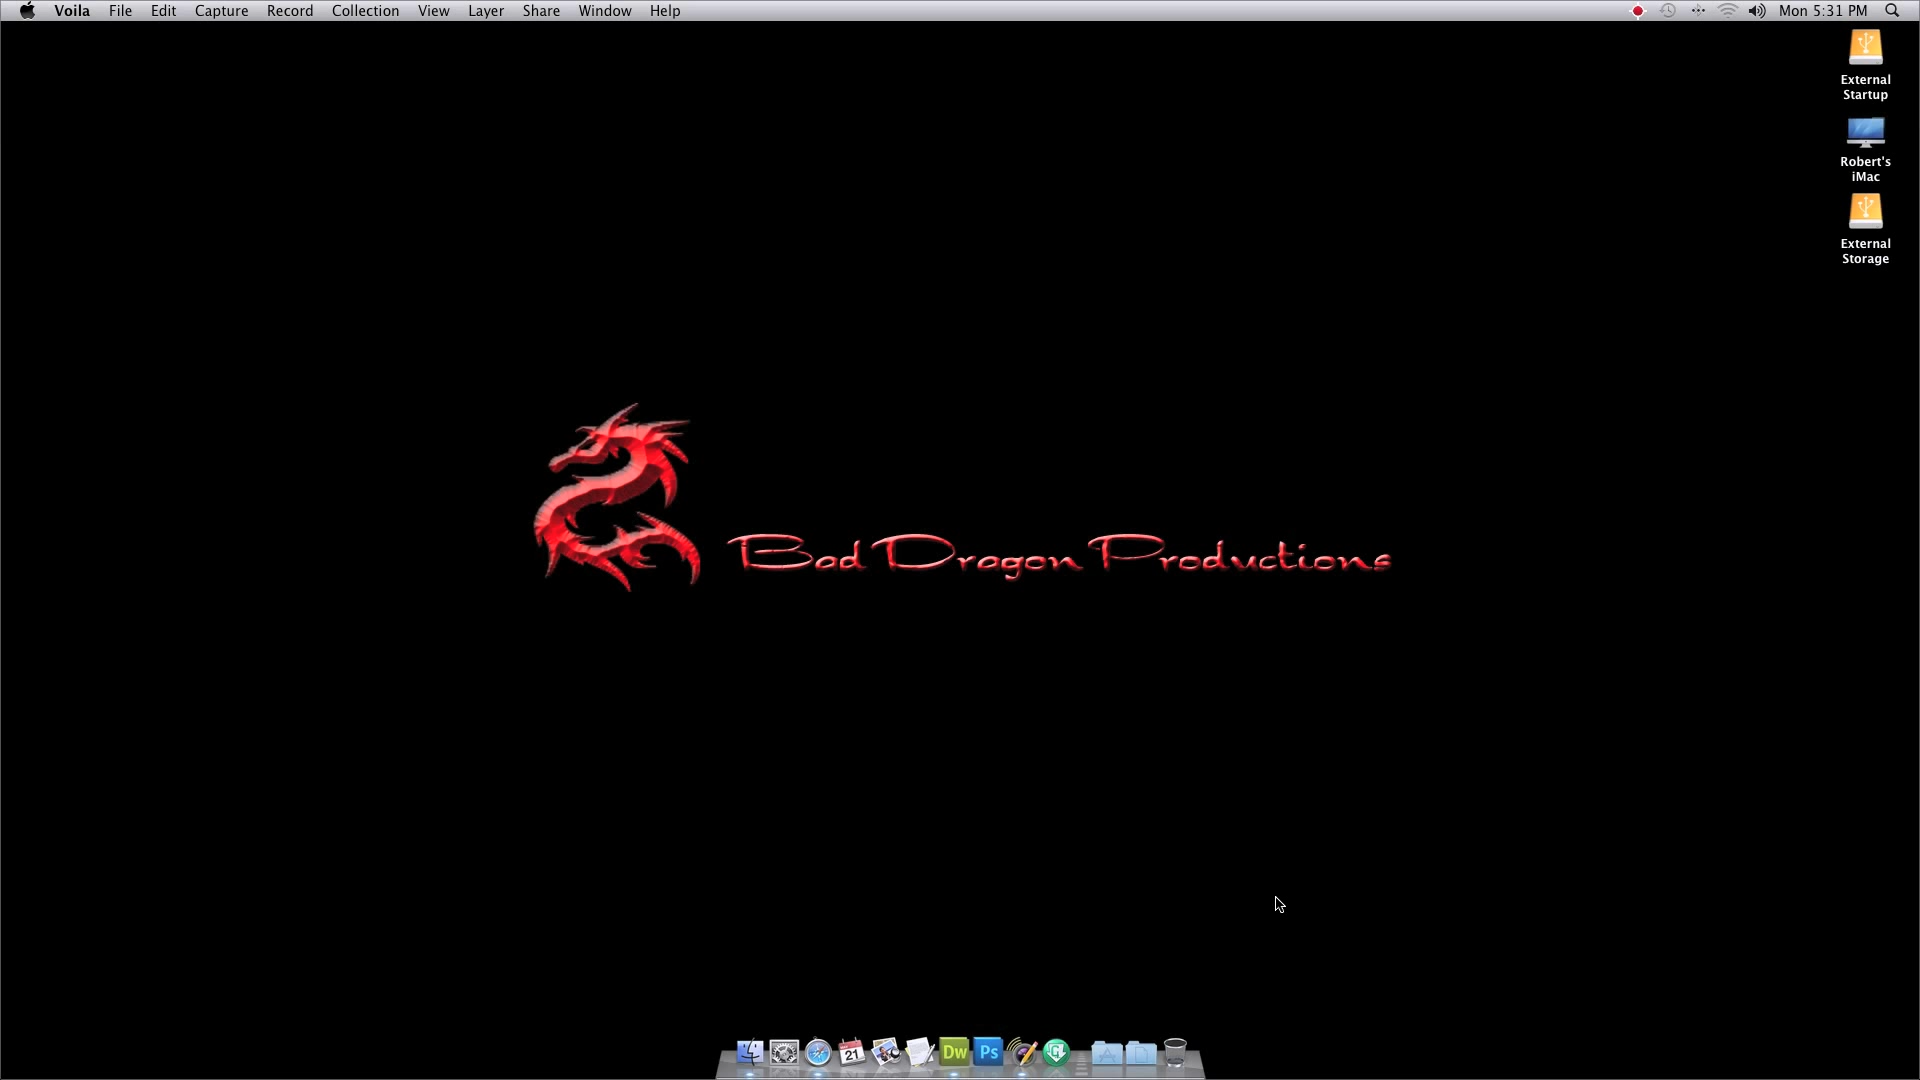 Voila File Edit Capture Record Collection View Layer Share Window Help Mon 5:31 PM
External
Startup
Robert's
iMac
External
Storage
Bad Dragon Productions
21
Dw
Ps